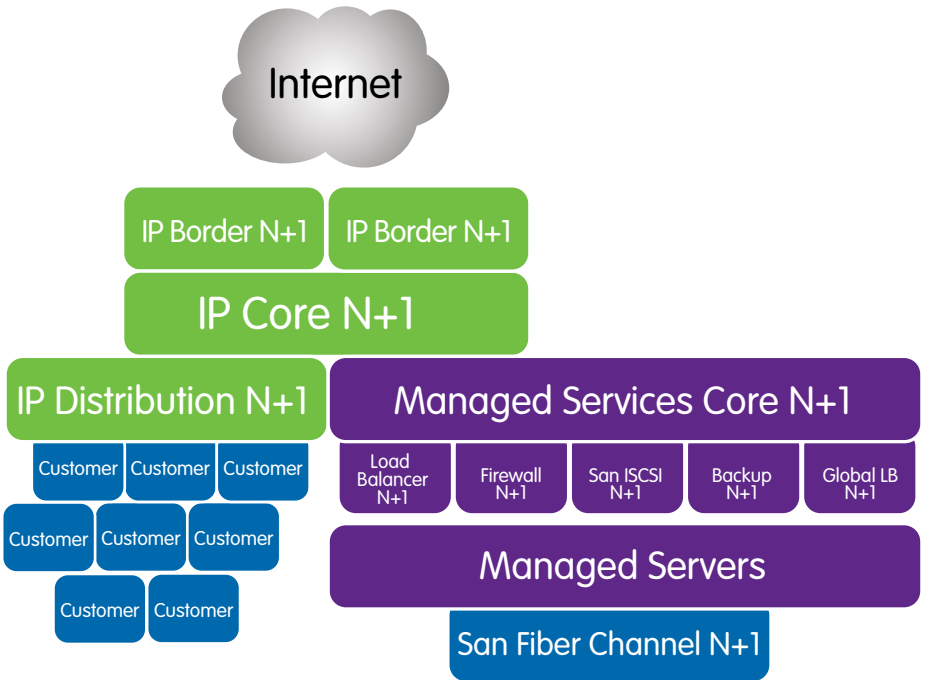 Internet
IP Border N+1
IP Border N+1
IP Core N+1
IP Distribution N+1
Managed Services Core N+1
Customer
Customer
Customer
Load
Balancer
N+1
Firewall
N+1
San ISCSI
N+1
Backup
N+1
Global LB
N+1
Customer
Customer
Customer
Managed Servers
Customer
Customer
San Fiber Channel N+1